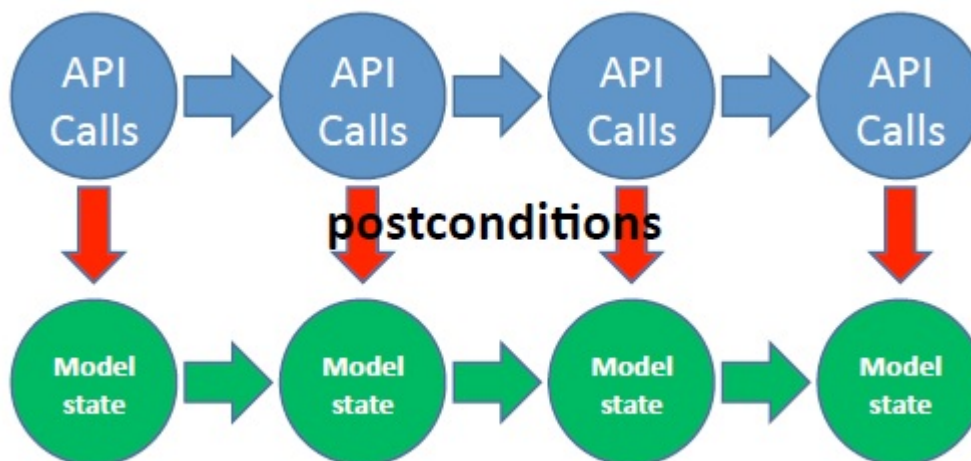 API
Calls
API
Calls
API
Calls
API
Calls
postconditions
Model
state
Model
state
Model
state
Model
state